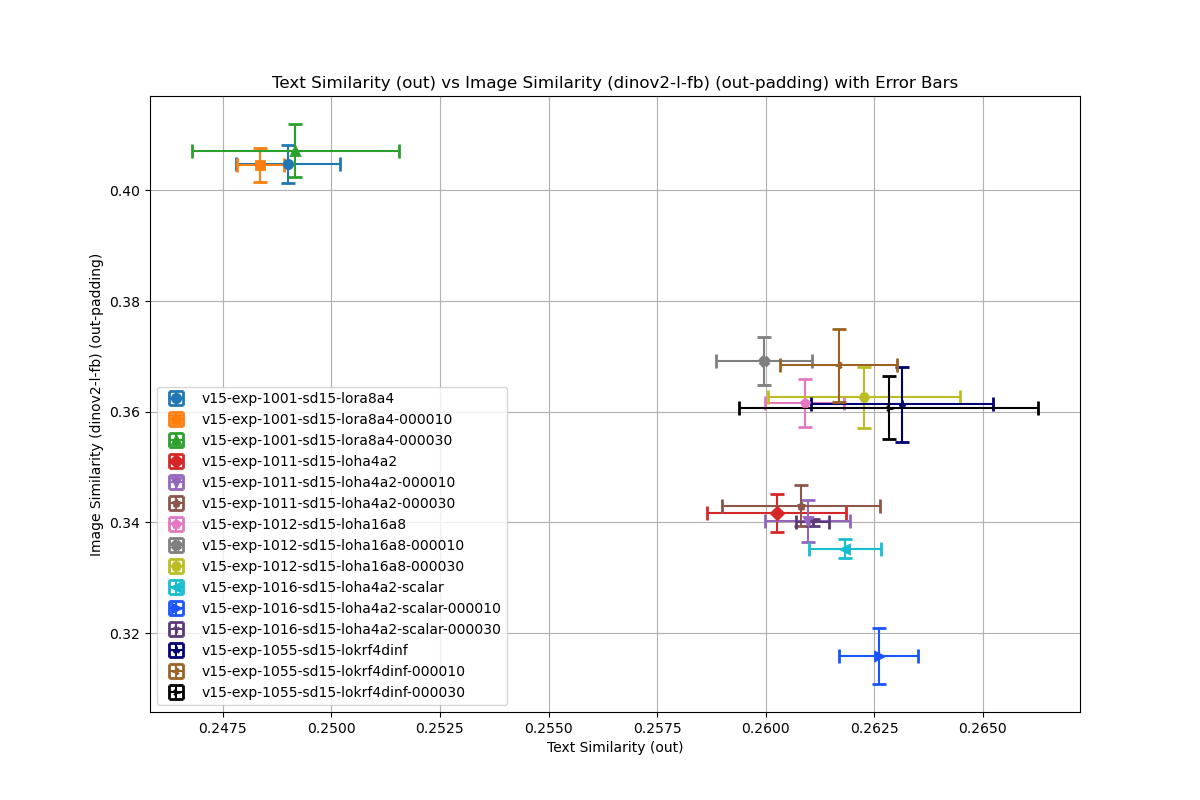 Text Similarity (out) vs Image Similarity (dinov2-l-fb) (out-padding) with Error Bars
Image Similarity (dinov2-l-fb) (out-padding)
0.40
0.38
0.36
0.34
0.32
v15-exp-1001-sd15-lora8a4
v15-exp-1001-sd15-lora8a4-000010
v15-exp-1001-sd15-lora8a4-000030
v15-exp-1011-sd15-loha4a2
v15-exp-1011-sd15-loha4a2-000010
v15-exp-1011-sd15-loha4a2-000030
v15-exp-1012-sd15-loha16a8
v15-exp-1012-sd15-loha16a8-000010
v15-exp-1012-sd15-loha16a8-000030
v15-exp-1016-sd15-loha4a2-scalar
v15-exp-1016-sd15-loha4a2-scalar-000010
v15-exp-1016-sd15-loha4a2-scalar-000030
v15-exp-1055-sd15-lokrf4dinf
v15-exp-1055-sd15-lokrf4dinf-000010
v15-exp-1055-sd15-lokrf4dinf-000030
0.2475 0.2500 0.2525 0.2550 0.2575 0.2600 0.2625 0.2650
Text Similarity (out)